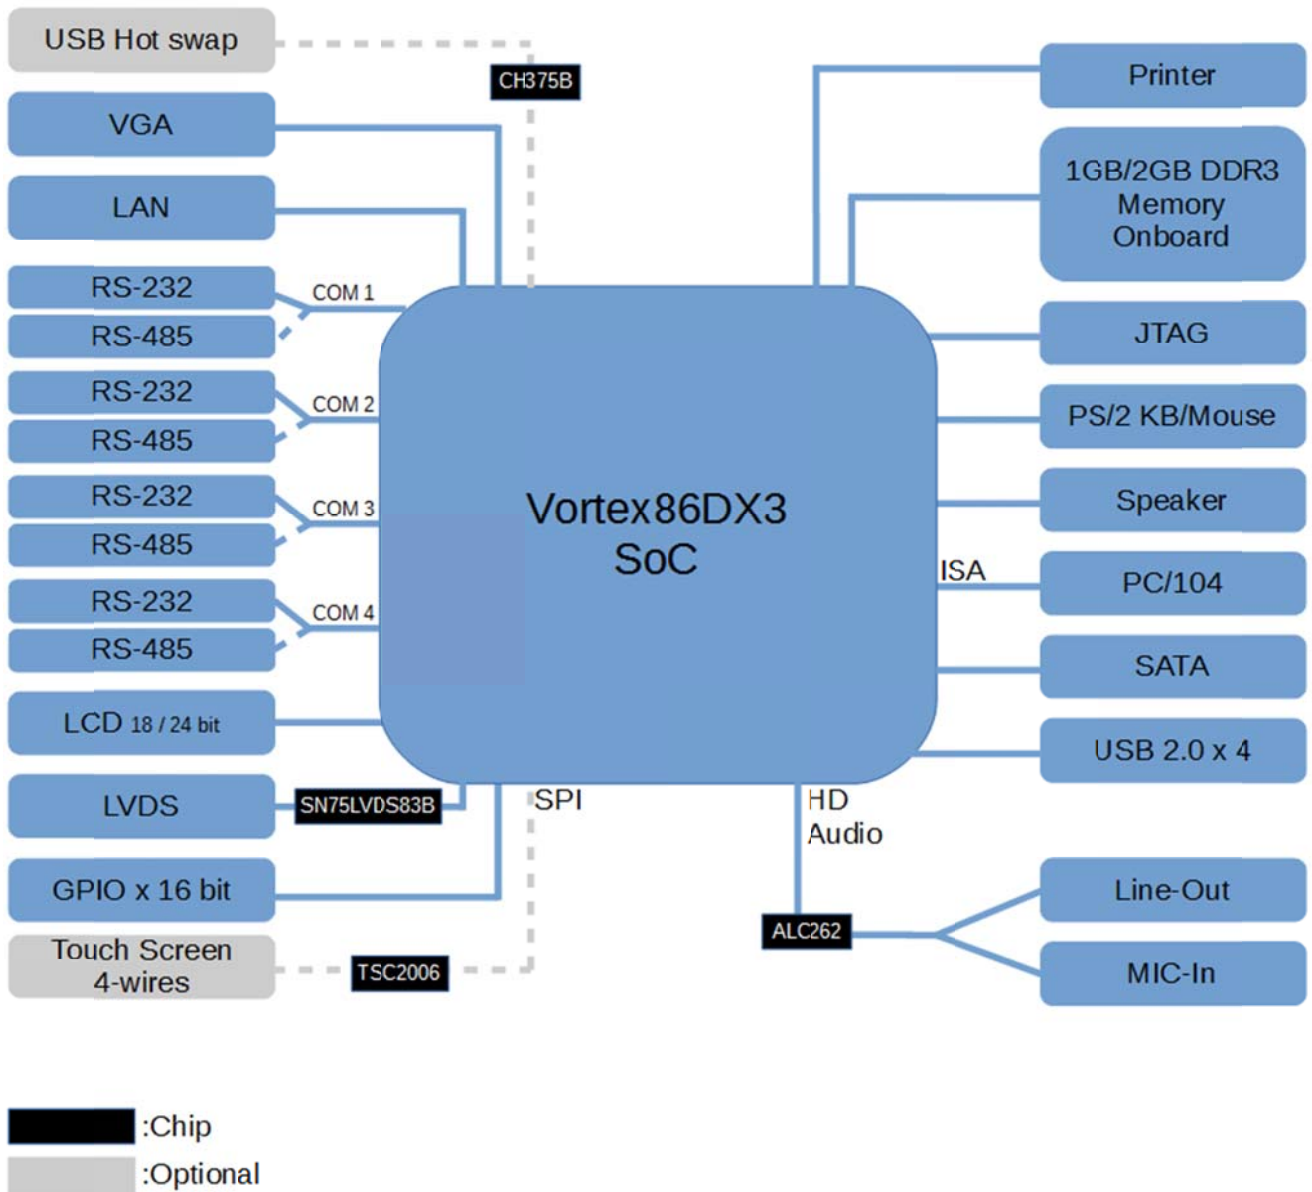 USB Hot swap
CH375B
VGA
LAN
RS-232
COM 1
RS-485
RS-232
COM 2
RS-485
RS-232
COM 3
RS-485
RS-232
COM 4
RS-485
LCD 18 / 24 bit
LVDS
SN75LVDS83B
GPIO x 16 bit
Touch Screen
4-wires
TSC2006
SPI
Vortex86DX3
SoC
HD
Audio
ALC262
ISA
Printer
1GB/2GB DDR3
Memory
Onboard
JTAG
PS/2 KB/Mouse
Speaker
PC/104
SATA
USB 2.0 x 4
Line-Out
MIC-In
:Chip
:Optional